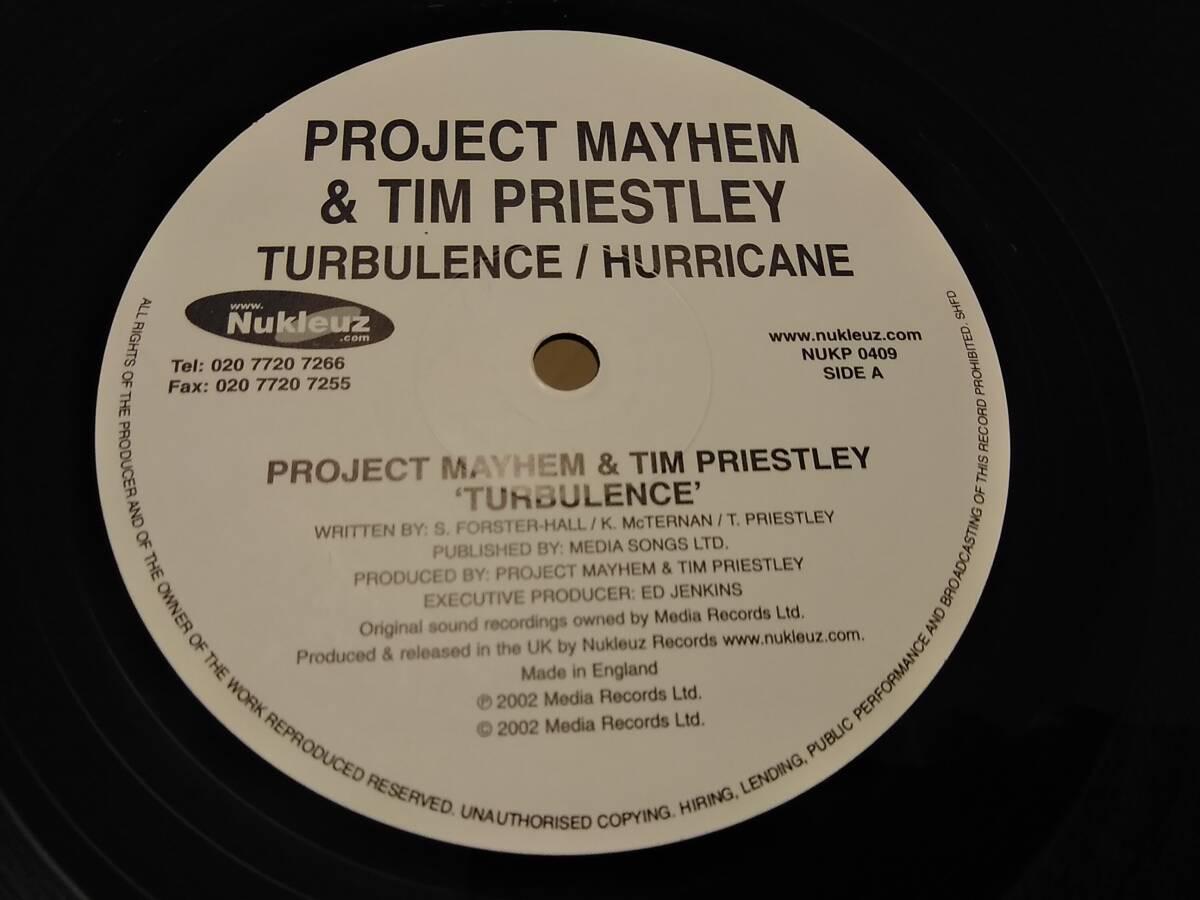 PROJECT MAYHEM
& TIM PRIESTLEY
TURBULENCE / HURRICANE
www.
Nukleuz
.com
Tel: 020 7720 7266
Fax: 020 7720 7255
www.nukleuz.com
NUKP 0409
SIDE A
PROJECT MAYHEM & TIM PRIESTLEY
‘TURBULENCE’
WRITTEN BY: S. FORSTER-HALL / K. McTERNAN / T. PRIESTLEY
PUBLISHED BY: MEDIA SONGS LTD.
PRODUCED BY: PROJECT MAYHEM & TIM PRIESTLEY
EXECUTIVE PRODUCER: ED JENKINS
Original sound recordings owned by Media Records Ltd.
Produced & released in the UK by Nukleuz Records www.nukleuz.com.
Made in England
℗ 2002 Media Records Ltd.
© 2002 Media Records Ltd.
ALL RIGHTS OF THE PRODUCER AND OF THE OWNER OF THE WORK REPRODUCED RESERVED. UNAUTHORISED COPYING. HIRING, LENDING, PUBLIC PERFORMANCE AND BROADCASTING OF THIS RECORD PROHIBITED. SHFD